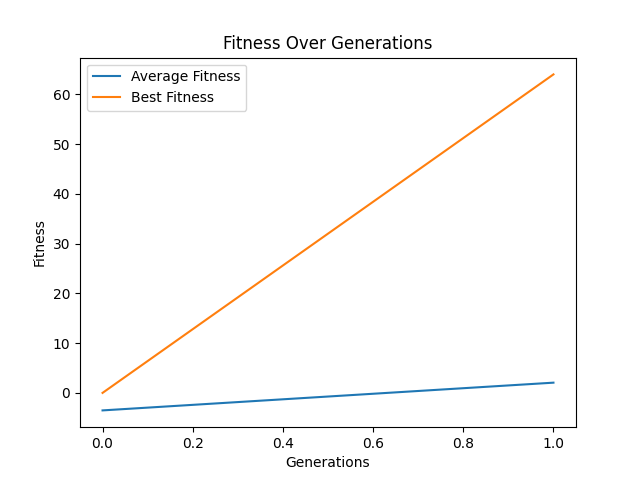 Fitness Over Generations
Average Fitness
Best Fitness
60
50
40
30
20
10
0
Fitness
0.0 0.2 0.4 0.6 0.8 1.0
Generations